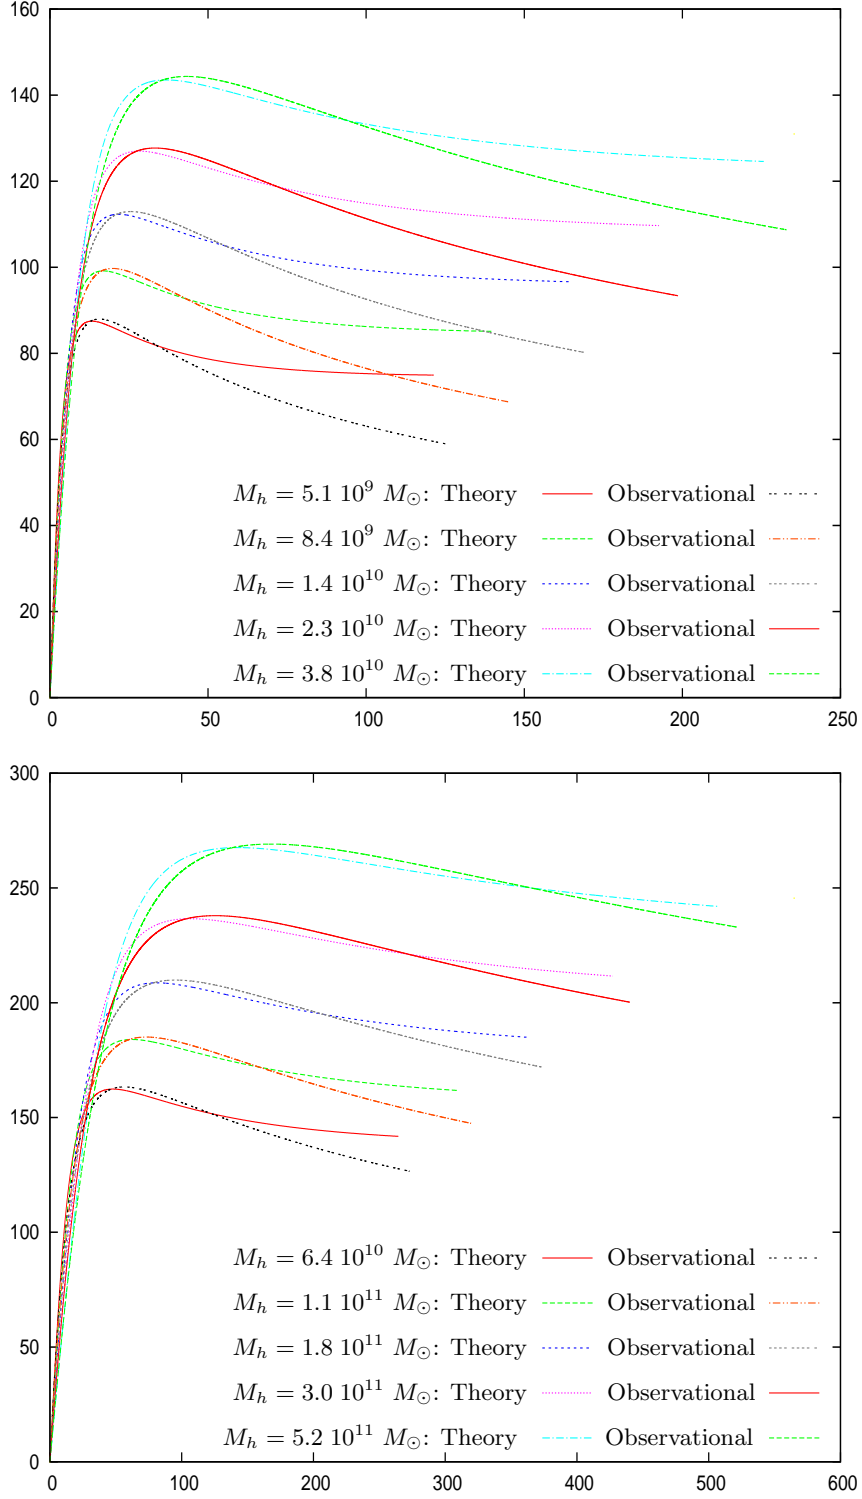 160
140
120
100
80
60
40
20
0
M_h = 5.1 10^9 M_⊙: Theory Observational
M_h = 8.4 10^9 M_⊙: Theory Observational
M_h = 1.4 10^10 M_⊙: Theory Observational
M_h = 2.3 10^10 M_⊙: Theory Observational
M_h = 3.8 10^10 M_⊙: Theory Observational
0 50 100 150 200 250
300
250
200
150
100
50
0
M_h = 6.4 10^10 M_⊙: Theory Observational
M_h = 1.1 10^11 M_⊙: Theory Observational
M_h = 1.8 10^11 M_⊙: Theory Observational
M_h = 3.0 10^11 M_⊙: Theory Observational
M_h = 5.2 10^11 M_⊙: Theory Observational
0 100 200 300 400 500 600